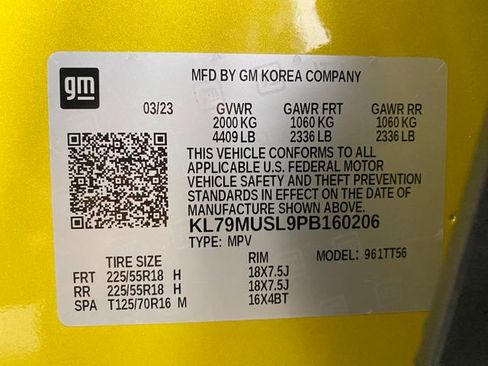 gm
MFD BY GM KOREA COMPANY
03/23 GVWR GAWR FRT GAWR RR
2000 KG 1060 KG 1060 KG
4409 LB 2336 LB 2336 LB
THIS VEHICLE CONFORMS TO ALL
APPLICABLE U.S. FEDERAL MOTOR
VEHICLE SAFETY AND THEFT PREVENTION
STANDARDS IN EFFECT ON THE DATE OF
MANUFACTURE SHOWN ABOVE.
KL79MUSL9PB160206
TYPE: MPV MODEL: 961TT56
TIRE SIZE RIM
FRT 225/55R18 H 18X7.5J
RR 225/55R18 H 18X7.5J
SPA T125/70R16 M 16X4BT